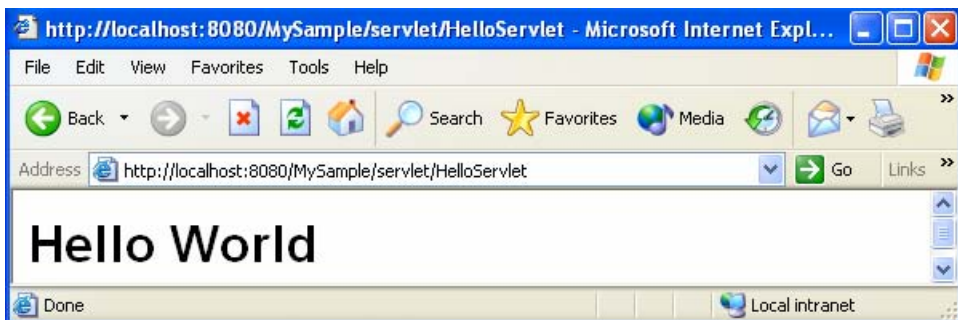 http://localhost:8080/MySample/servlet/HelloServlet - Microsoft Internet Expl...
File Edit View Favorites Tools Help
Back Search Favorites Media »
Address http://localhost:8080/MySample/servlet/HelloServlet Go Links »
Hello World
Done Local intranet